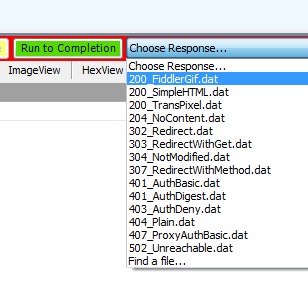 Run to Completion
Choose Response...
ImageView
HexView
Choose Response...
200_FiddlerGif.dat
200_SimpleHTML.dat
200_TransPixel.dat
204_NoContent.dat
302_Redirect.dat
303_RedirectWithGet.dat
304_NotModified.dat
307_RedirectWithMethod.dat
401_AuthBasic.dat
401_AuthDigest.dat
403_AuthDeny.dat
404_Plain.dat
407_ProxyAuthBasic.dat
502_Unreachable.dat
Find a file...